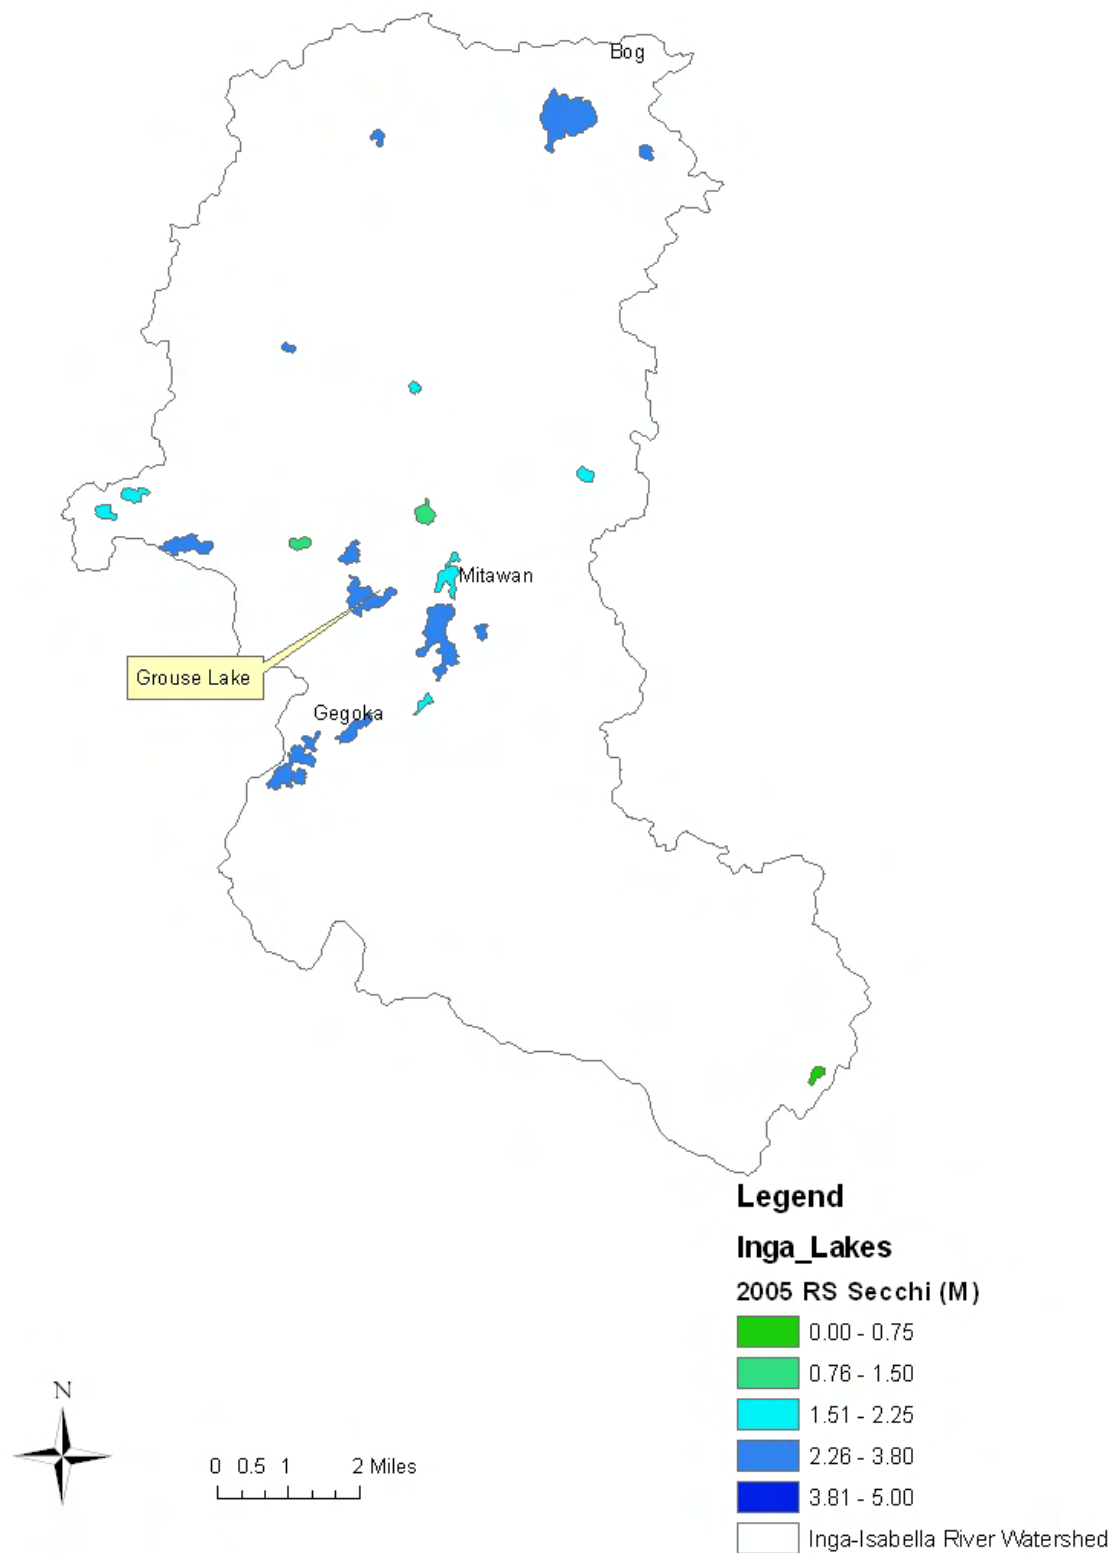 Bog
Mitawan
Grouse Lake
Gegoka
Legend
Inga_Lakes
2005 RS Secchi (M)
0.00 - 0.75
0.76 - 1.50
1.51 - 2.25
2.26 - 3.80
3.81 - 5.00
Inga-Isabella River Watershed
N
0 0.5 1 2 Miles